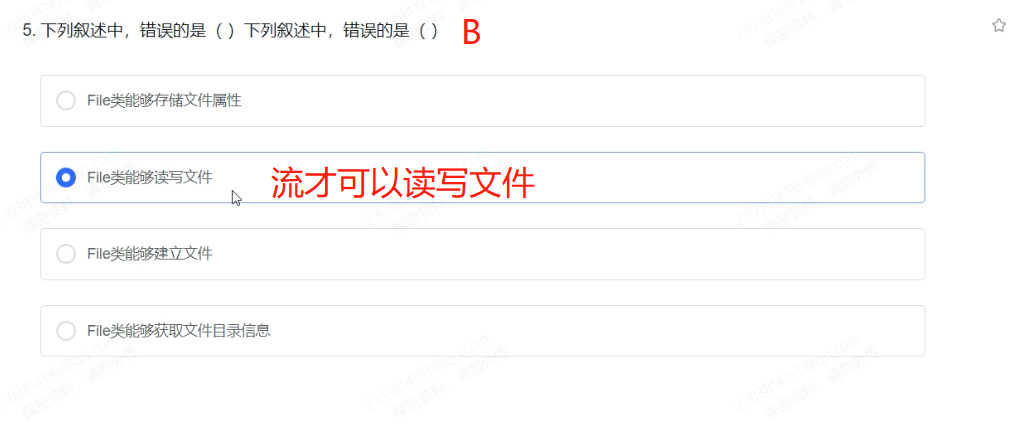 5. 下列叙述中，错误的是（ ）下列叙述中，错误的是（ ） B
File类能够存储文件属性
File类能够读写文件 流才可以读写文件
File类能够建立文件
File类能够获取文件目录信息